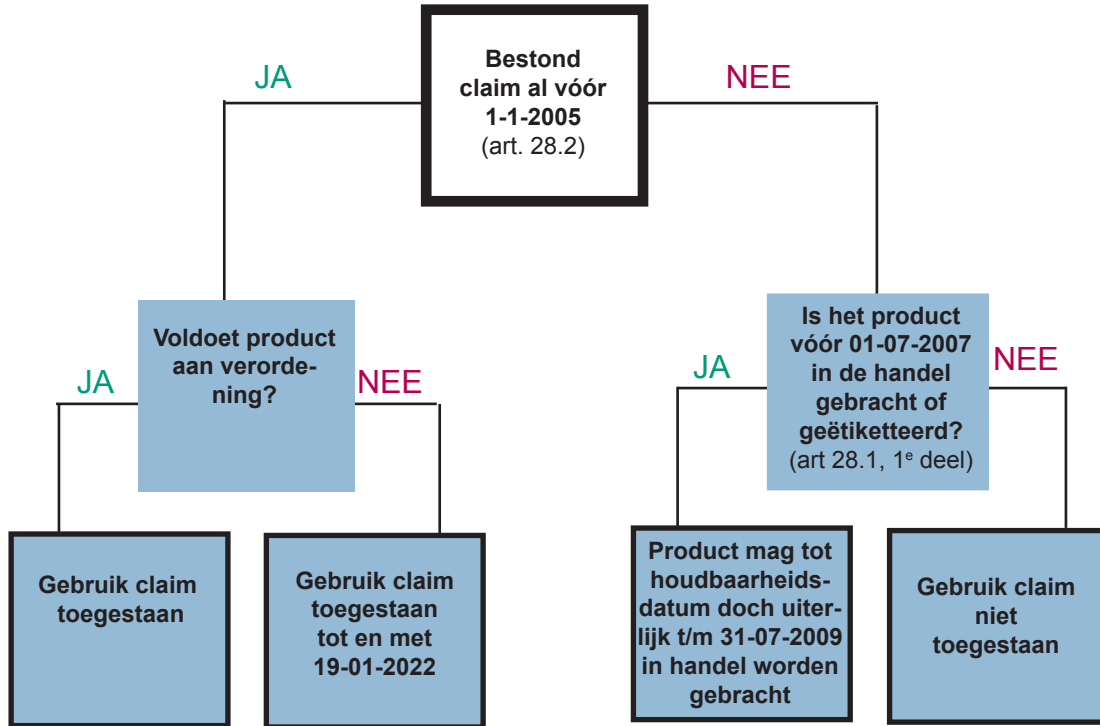 JA
Bestond
claim al vóór
1-1-2005
(art. 28.2)
NEE
Voldoet product
aan verorde-
ning?
JA
NEE
Is het product
vóór 01-07-2007
in de handel
gebracht of
geëtiketteerd?
(art 28.1, 1e deel)
JA
NEE
Gebruik claim
toegestaan
Gebruik claim
toegestaan
tot en met
19-01-2022
Product mag tot
houdbaarheids-
datum doch uiter-
lijk t/m 31-07-2009
in handel worden
gebracht
Gebruik claim
niet
toegestaan